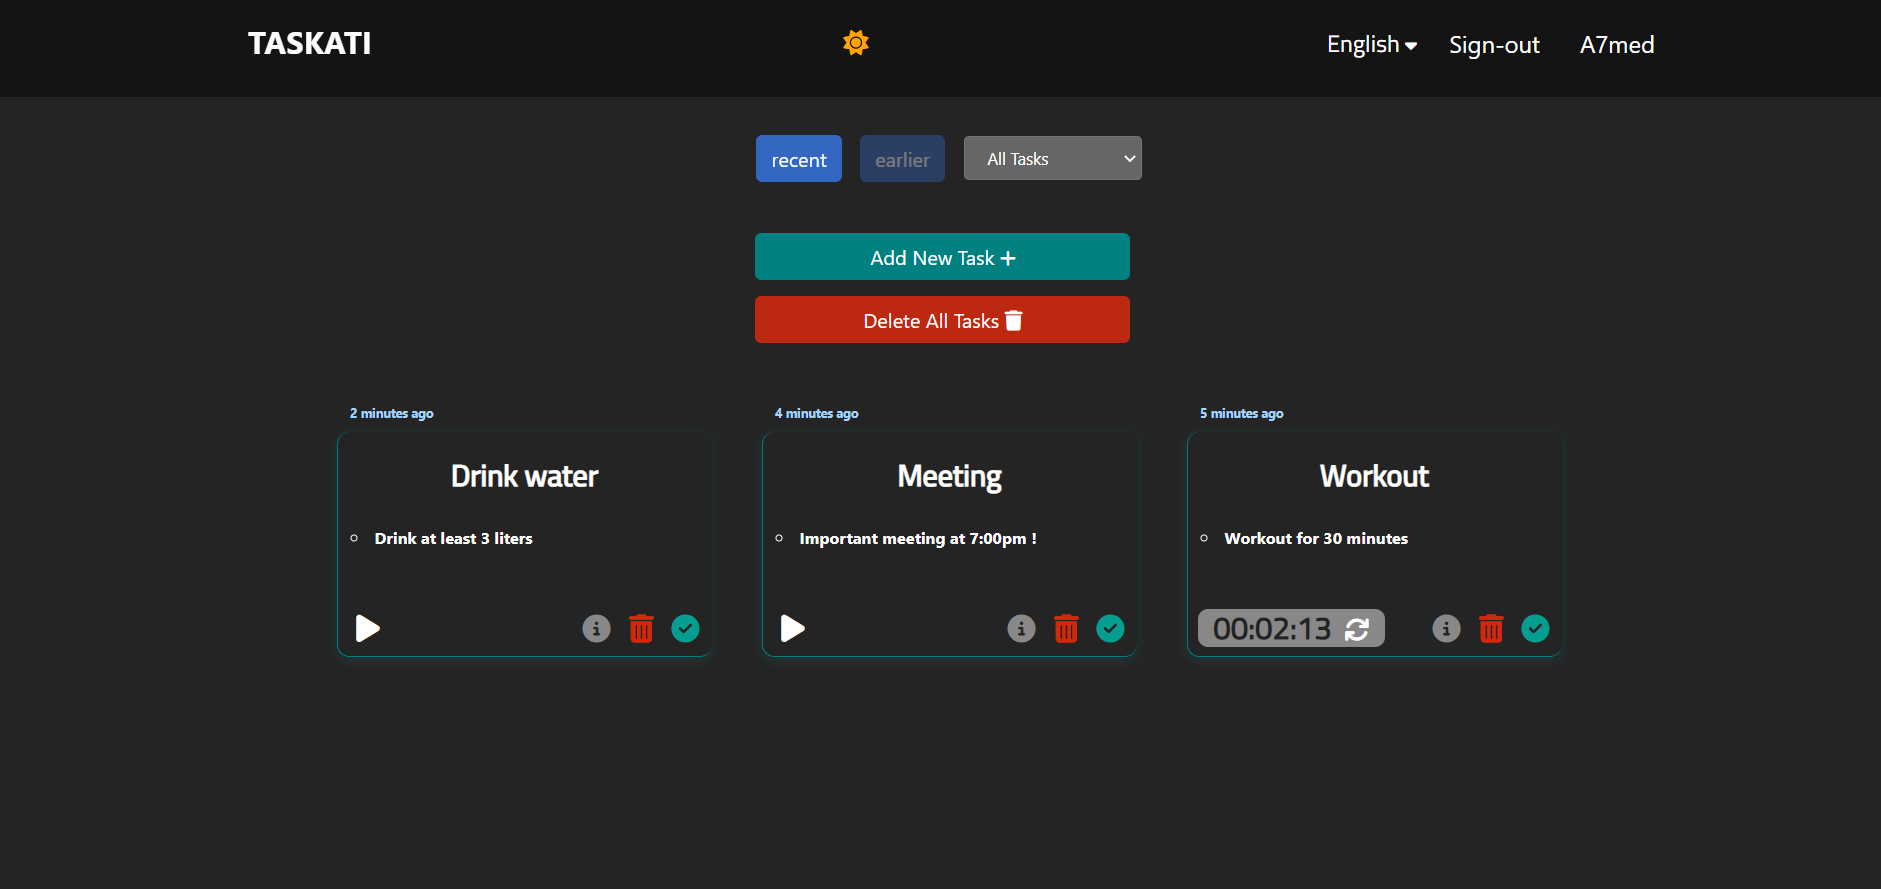 TASKATI
English
Sign-out
A7med
recent
earlier
All Tasks
Add New Task
Delete All Tasks
2 minutes ago
Drink water
Drink at least 3 liters
4 minutes ago
Meeting
Important meeting at 7:00pm !
5 minutes ago
Workout
Workout for 30 minutes
00:02:13